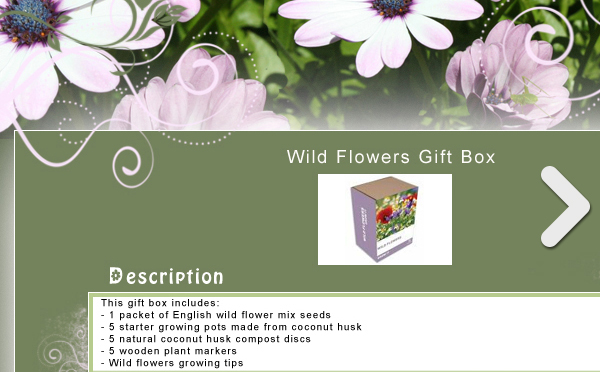 Wild Flowers Gift Box
WILD FLOWERS
Description
This gift box includes:
- 1 packet of English wild flower mix seeds
- 5 starter growing pots made from coconut husk
- 5 natural coconut husk compost discs
- 5 wooden plant markers
- Wild flowers growing tips